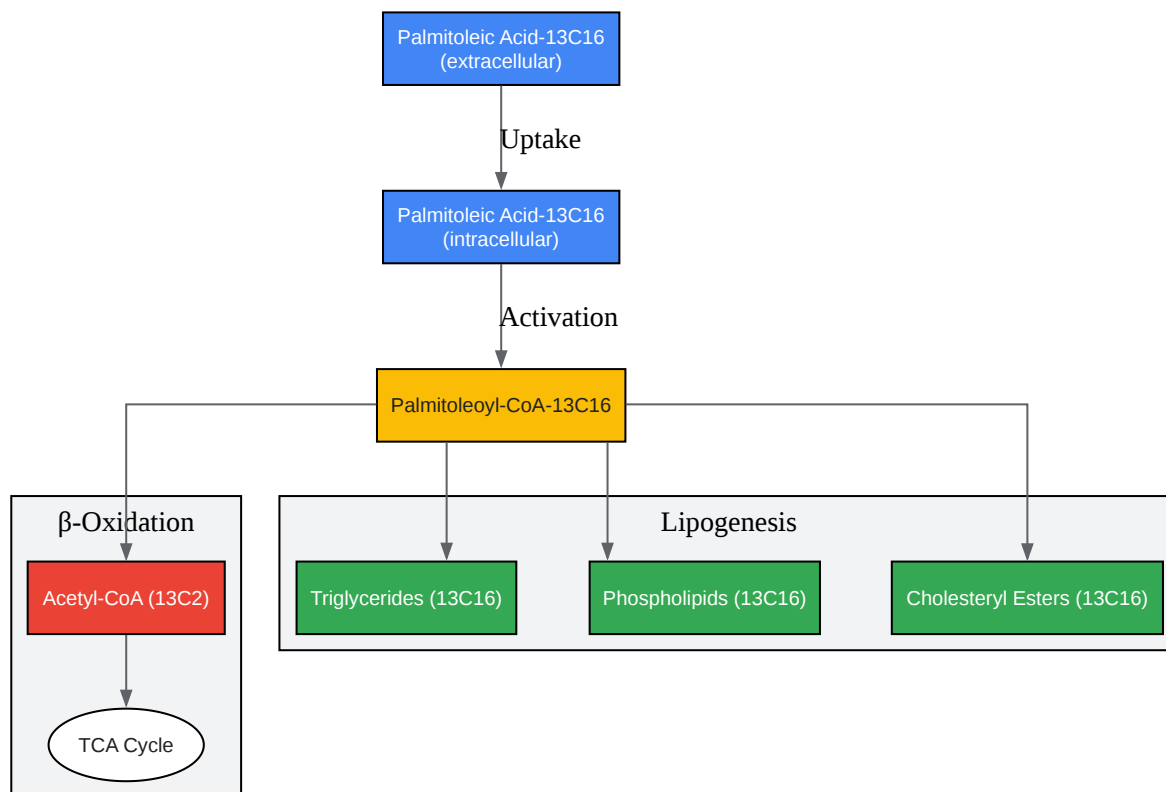 Palmitoleic Acid-13C16
(extracellular)
Uptake
Palmitoleic Acid-13C16
(intracellular)
Activation
Palmitoleoyl-CoA-13C16
β-Oxidation
Lipogenesis
Acetyl-CoA (13C2)
Triglycerides (13C16)
Phospholipids (13C16)
Cholesteryl Esters (13C16)
TCA Cycle